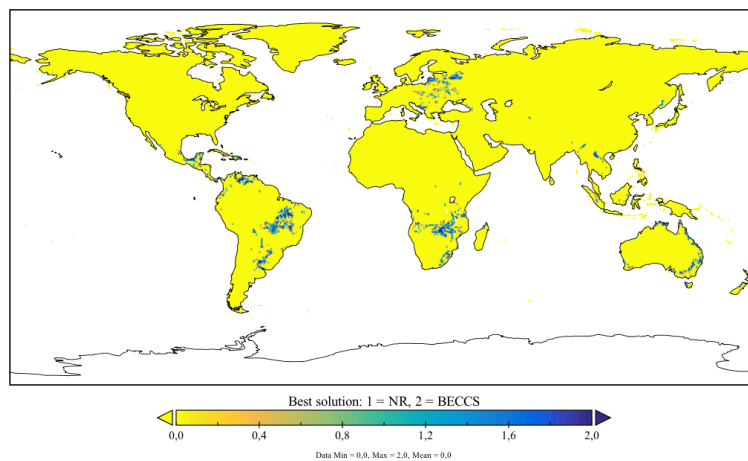 Best solution: 1 = NR, 2 = BECCS
0,0 0,4 0,8 1,2 1,6 2,0
Data Min = 0,0, Max = 2,0, Mean = 0,0